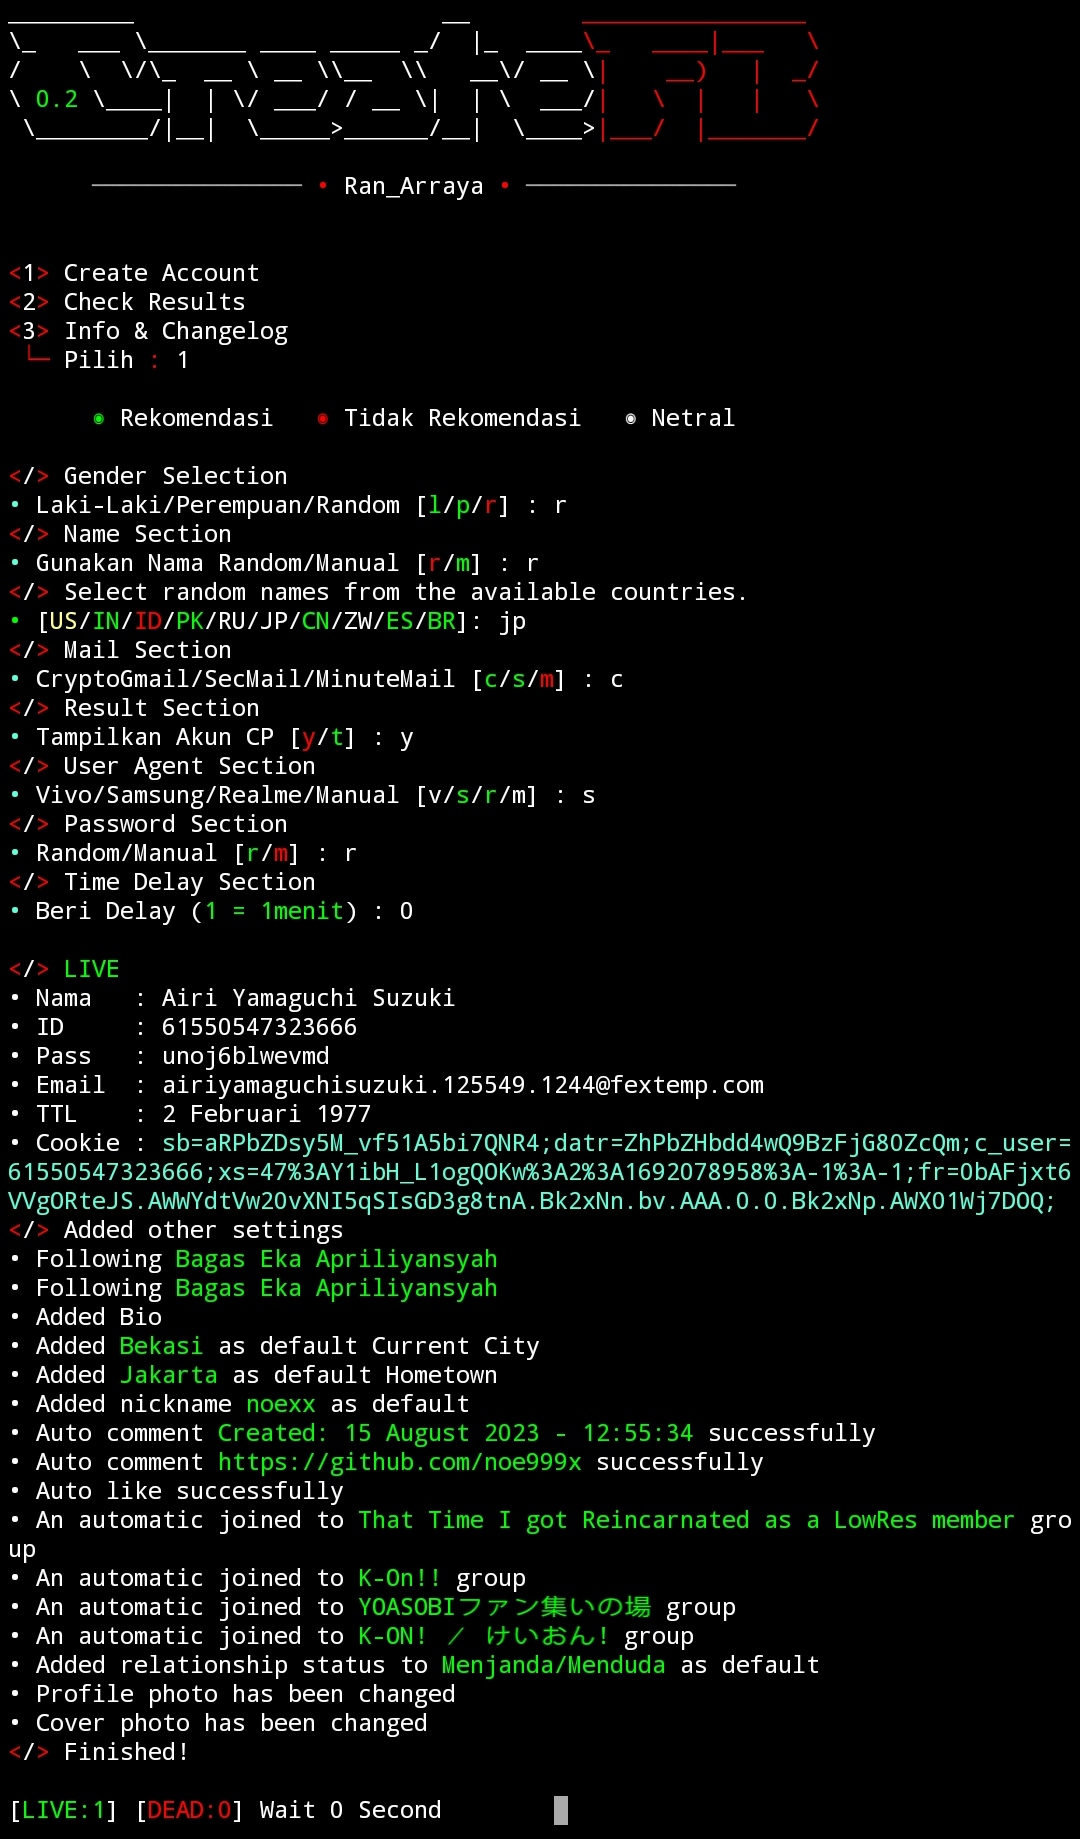 CreateFB
0.2
• Ran_Arraya •
<1> Create Account
<2> Check Results
<3> Info & Changelog
└─ Pilih : 1
◉ Rekomendasi ◉ Tidak Rekomendasi ◉ Netral
</> Gender Selection
• Laki-Laki/Perempuan/Random [l/p/r] : r
</> Name Section
• Gunakan Nama Random/Manual [r/m] : r
</> Select random names from the available countries.
• [US/IN/ID/PK/RU/JP/CN/ZW/ES/BR]: jp
</> Mail Section
• CryptoGmail/SecMail/MinuteMail [c/s/m] : c
</> Result Section
• Tampilkan Akun CP [y/t] : y
</> User Agent Section
• Vivo/Samsung/Realme/Manual [v/s/r/m] : s
</> Password Section
• Random/Manual [r/m] : r
</> Time Delay Section
• Beri Delay (1 = 1menit) : 0
</> LIVE
• Nama : Airi Yamaguchi Suzuki
• ID : 61550547323666
• Pass : unoj6blwevmd
• Email : airiyamaguchisuzuki.125549.1244@fextemp.com
• TTL : 2 Februari 1977
• Cookie : sb=aRPbZDsy5M_vf51A5bi7QNR4;datr=ZhPbZHbdd4wQ9BzFjG80ZcQm;c_user=
61550547323666;xs=47%3AY1ibH_L1ogQOKw%3A2%3A1692078958%3A-1%3A-1;fr=0bAFjxt6
VVgORteJS.AWWYdtVw20vXNI5qSIsGD3g8tnA.Bk2xNn.bv.AAA.0.0.Bk2xNp.AWX01Wj7DOQ;
</> Added other settings
• Following Bagas Eka Apriliyansyah
• Following Bagas Eka Apriliyansyah
• Added Bio
• Added Bekasi as default Current City
• Added Jakarta as default Hometown
• Added nickname noexx as default
• Auto comment Created: 15 August 2023 - 12:55:34 successfully
• Auto comment https://github.com/noe999x successfully
• Auto like successfully
• An automatic joined to That Time I got Reincarnated as a LowRes member gro
up
• An automatic joined to K-On!! group
• An automatic joined to YOASOBIファン集いの場 group
• An automatic joined to K-ON! / けいおん! group
• Added relationship status to Menjanda/Menduda as default
• Profile photo has been changed
• Cover photo has been changed
</> Finished!
[LIVE:1] [DEAD:0] Wait 0 Second